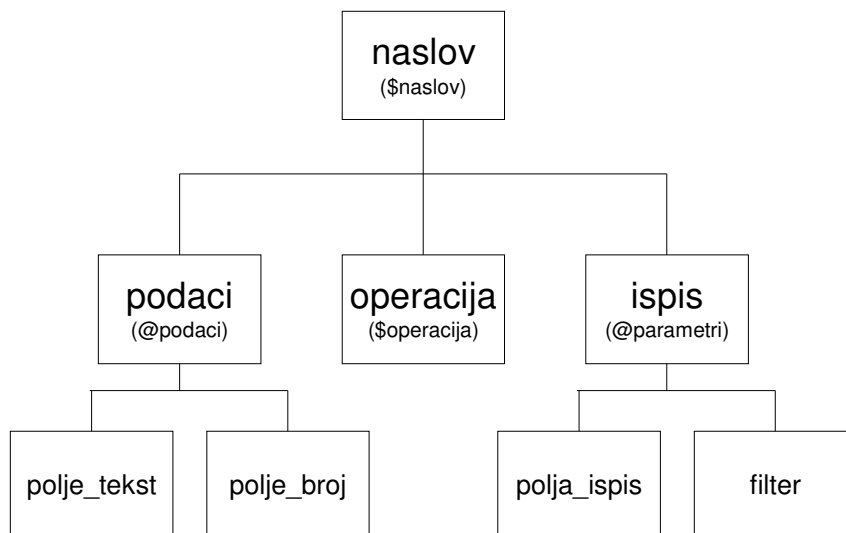 naslov
($naslov)
podaci
(@podaci)
operacija
($operacija)
ispis
(@parametri)
polje_tekst
polje_broj
polja_ispis
filter